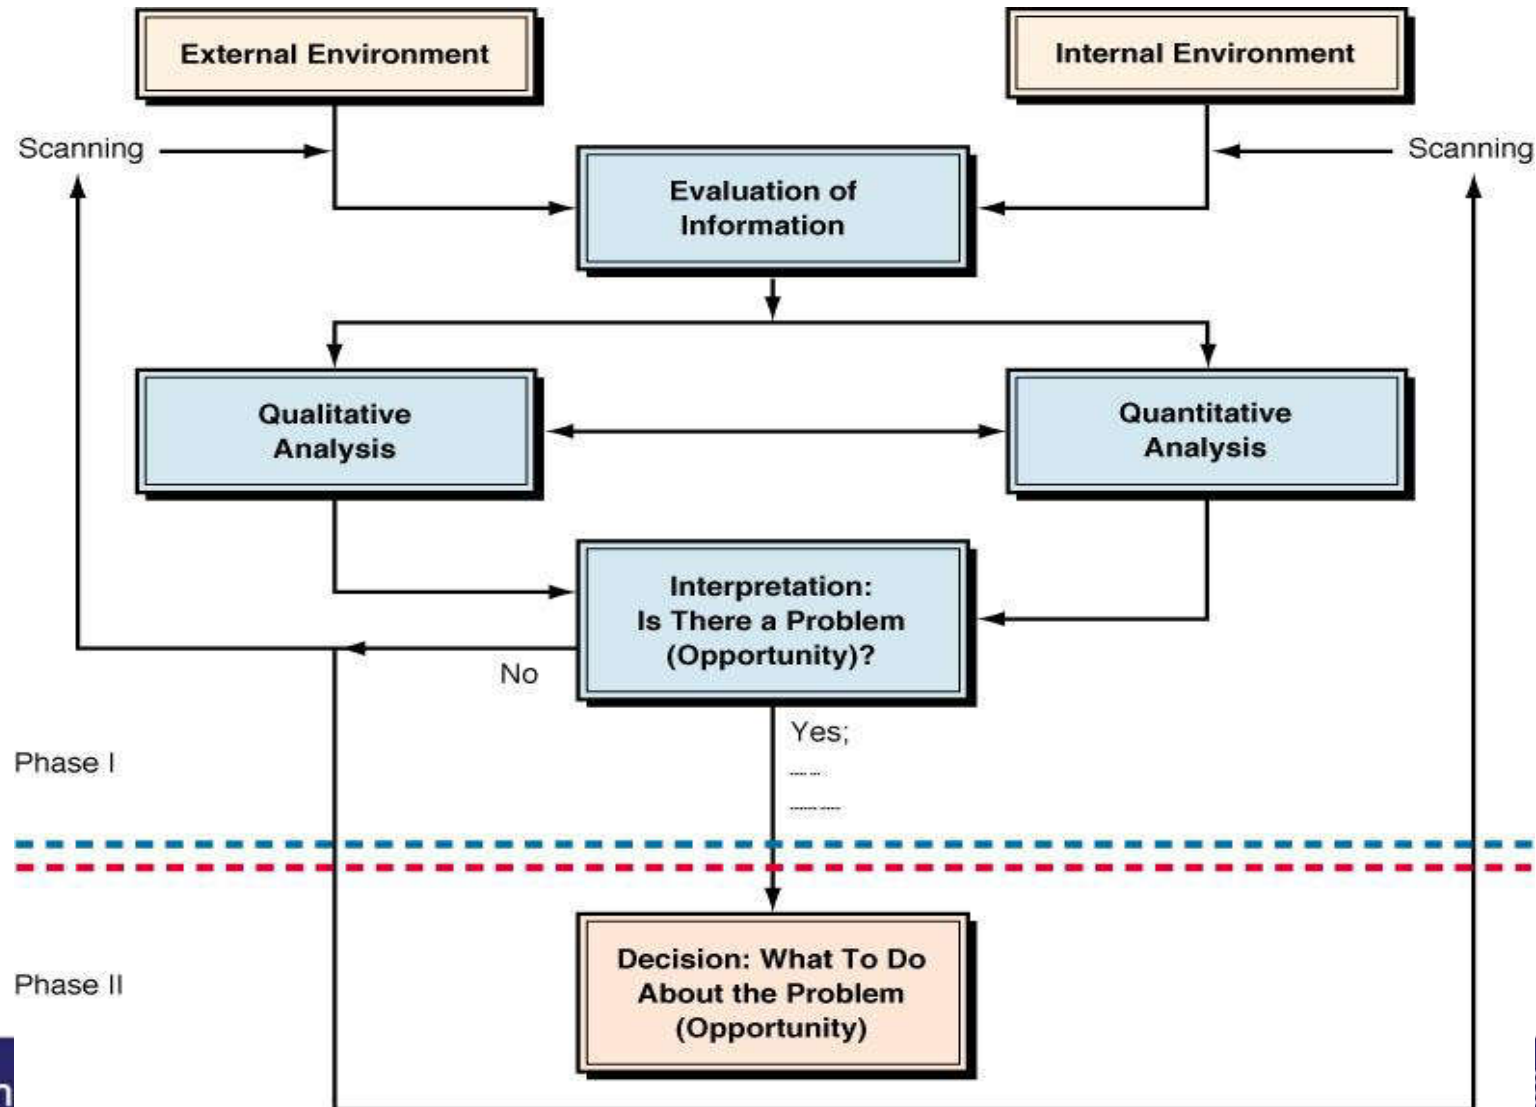 External Environment
Internal Environment
Scanning
Scanning
Evaluation of
Information
Qualitative
Analysis
Quantitative
Analysis
Interpretation:
Is There a Problem
(Opportunity)?
No
Yes;
Phase I
Phase II
Decision: What To Do
About the Problem
(Opportunity)
n